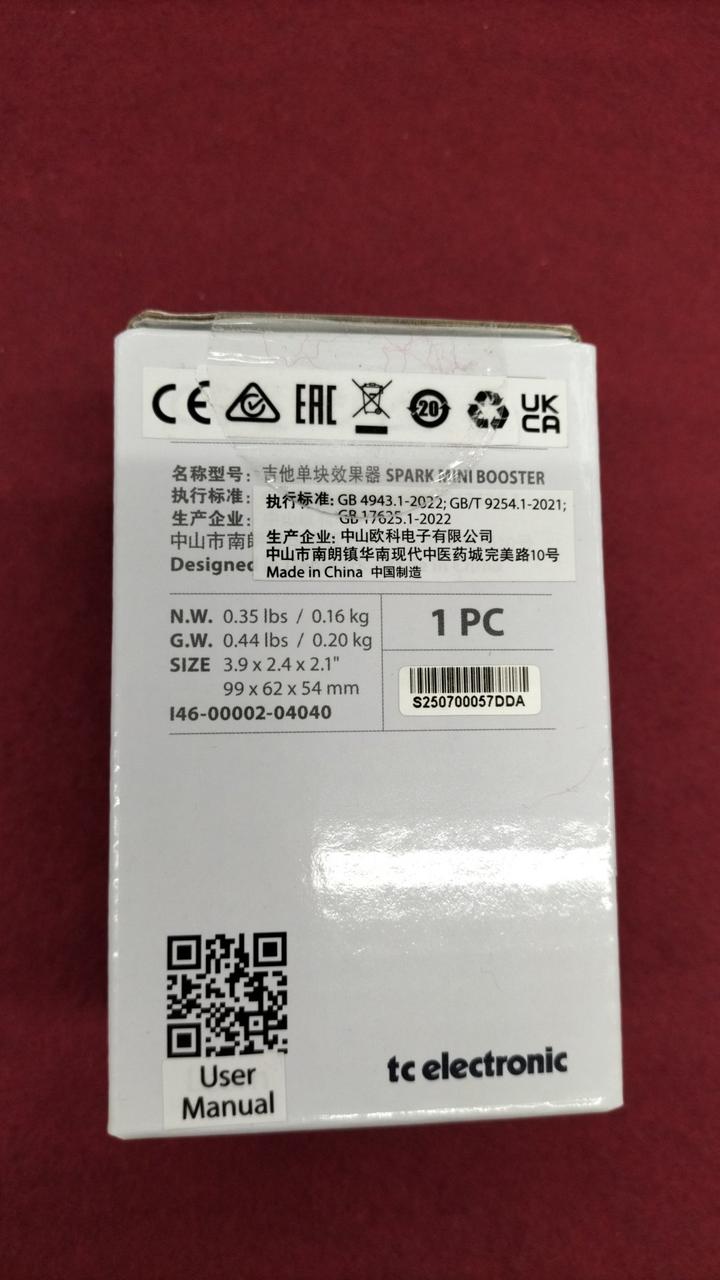 CE EAC 20 UK
CA
名称型号: 吉他单块效果器 SPARK MINI BOOSTER
执行标准:
执行标准: GB 4943.1-2022; GB/T 9254.1-2021;
GB 17625.1-2022
生产企业:
生产企业: 中山欧科电子有限公司
中山市南朗
中山市南朗镇华南现代中医药城完美路10号
Designed
Made in China 中国制造
N.W. 0.35 lbs / 0.16 kg
1 PC
G.W. 0.44 lbs / 0.20 kg
SIZE 3.9 x 2.4 x 2.1"
99 x 62 x 54 mm
S250700057DDA
I46-00002-04040
User
Manual
tc electronic